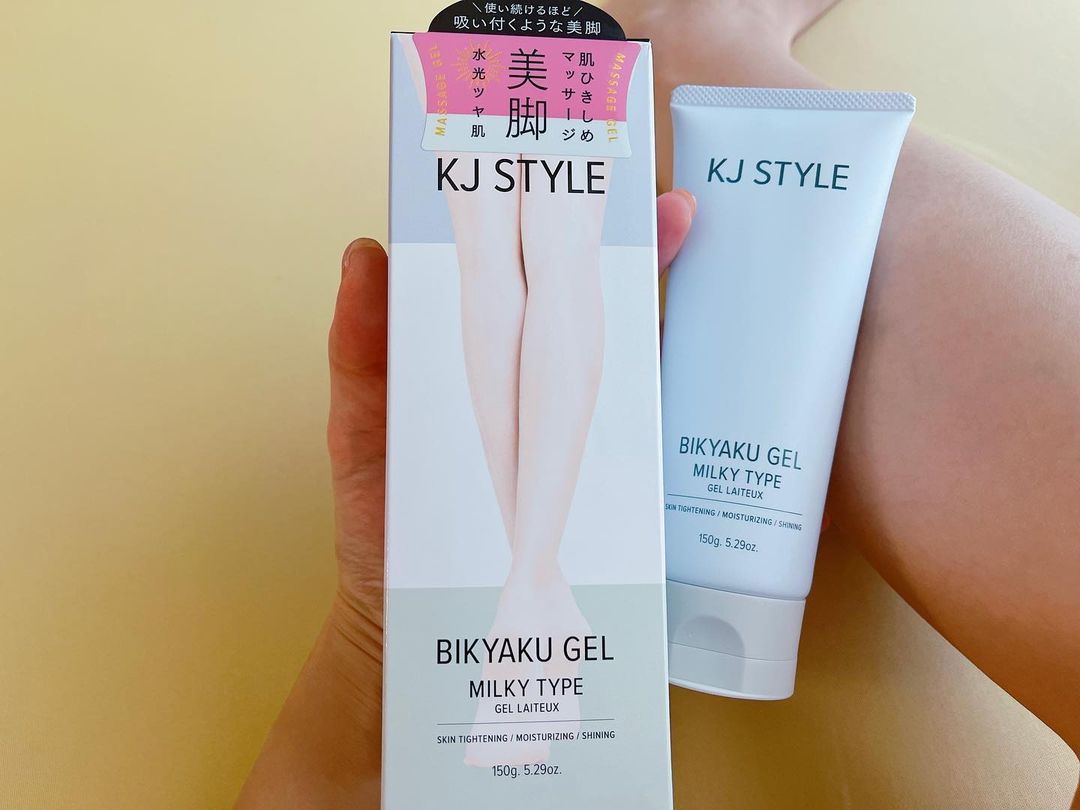 ＼使い続けるほど／
吸い付くような美脚
MASSAGE GEL
肌ひきしめ
マッサージ
美脚
水光ツヤ肌
MASSAGE GEL
KJ STYLE
BIKYAKU GEL
MILKY TYPE
GEL LAITEUX
SKIN TIGHTENING / MOISTURIZING / SHINING
150g. 5.29oz.
KJ STYLE
BIKYAKU GEL
MILKY TYPE
GEL LAITEUX
SKIN TIGHTENING / MOISTURIZING / SHINING
150g. 5.29oz.